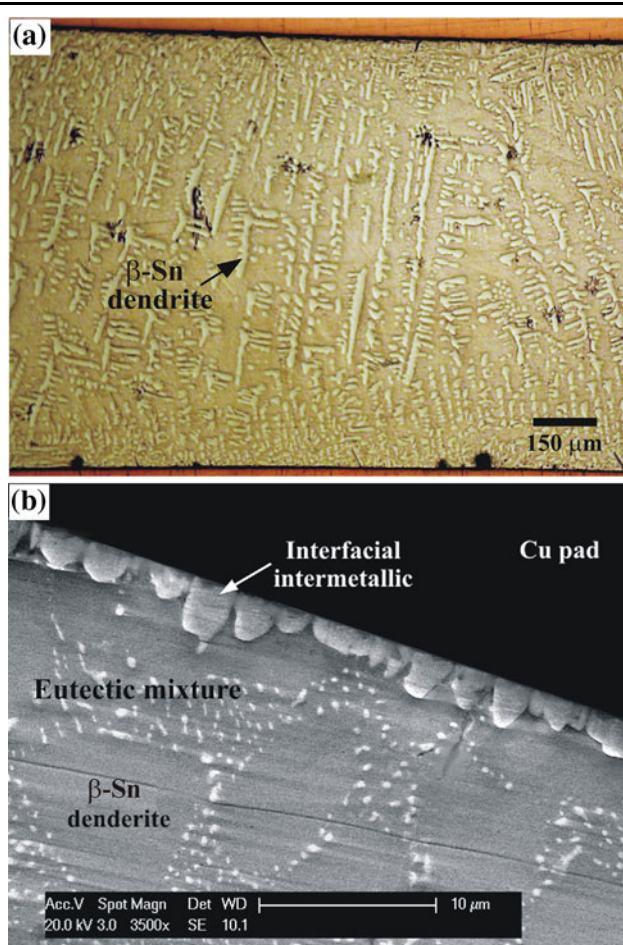 (a)
β-Sn
dendrite
150 μm
(b)
Interfacial
intermetallic
Cu pad
Eutectic mixture
β-Sn
denderite
Acc.V Spot Magn Det WD
20.0 kV 3.0 3500x SE 10.1
10 μm